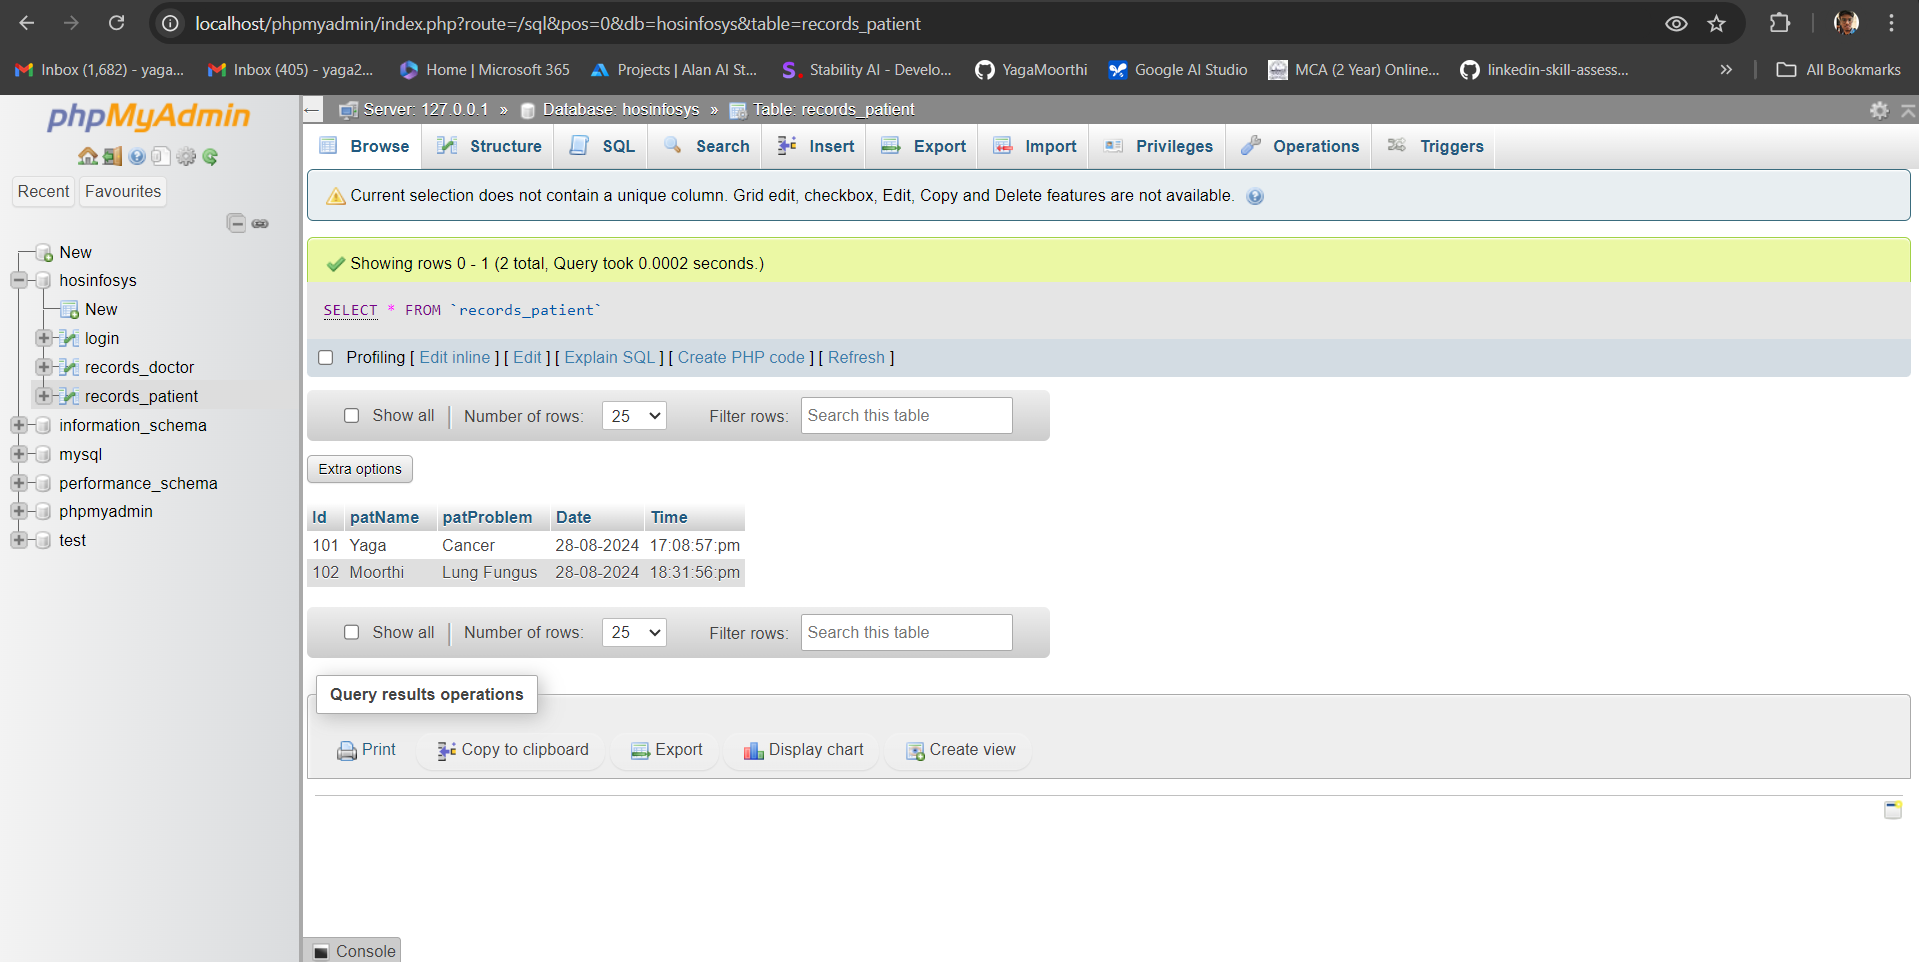 localhost/phpmyadmin/index.php?route=/sql&pos=0&db=hosinfosys&table=records_patient
Inbox (1,682) - yaga... Inbox (405) - yaga2... Home | Microsoft 365 Projects | Alan AI St... S. Stability AI - Develo... YagaMoorthi Google AI Studio MCA (2 Year) Online... linkedin-skill-assess... » All Bookmarks
phpMyAdmin
Recent Favourites
New
hosinfosys
New
login
records_doctor
records_patient
information_schema
mysql
performance_schema
phpmyadmin
test
Server: 127.0.0.1 » Database: hosinfosys » Table: records_patient
Browse Structure SQL Search Insert Export Import Privileges Operations Triggers
Current selection does not contain a unique column. Grid edit, checkbox, Edit, Copy and Delete features are not available.
Showing rows 0 - 1 (2 total, Query took 0.0002 seconds.)
SELECT * FROM `records_patient`
Profiling [ Edit inline ] [ Edit ] [ Explain SQL ] [ Create PHP code ] [ Refresh ]
Show all Number of rows: 25 Filter rows: Search this table
Extra options
Id patName patProblem Date Time
101 Yaga Cancer 28-08-2024 17:08:57:pm
102 Moorthi Lung Fungus 28-08-2024 18:31:56:pm
Show all Number of rows: 25 Filter rows: Search this table
Query results operations
Print Copy to clipboard Export Display chart Create view
Console